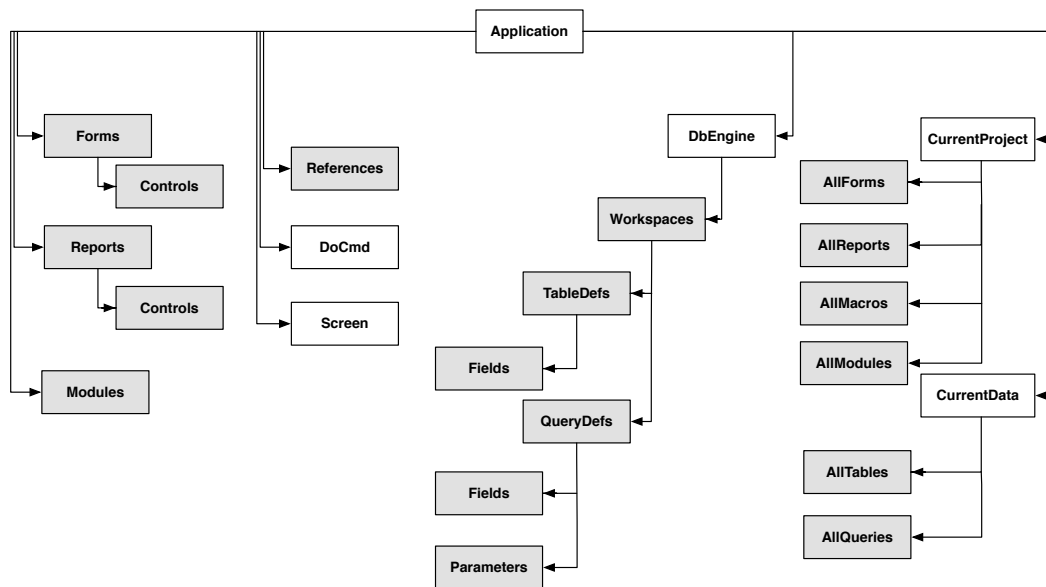 Application
Forms
Controls
Reports
Controls
Modules
References
DoCmd
Screen
DbEngine
Workspaces
TableDefs
Fields
QueryDefs
Fields
Parameters
CurrentProject
AllForms
AllReports
AllMacros
AllModules
CurrentData
AllTables
AllQueries